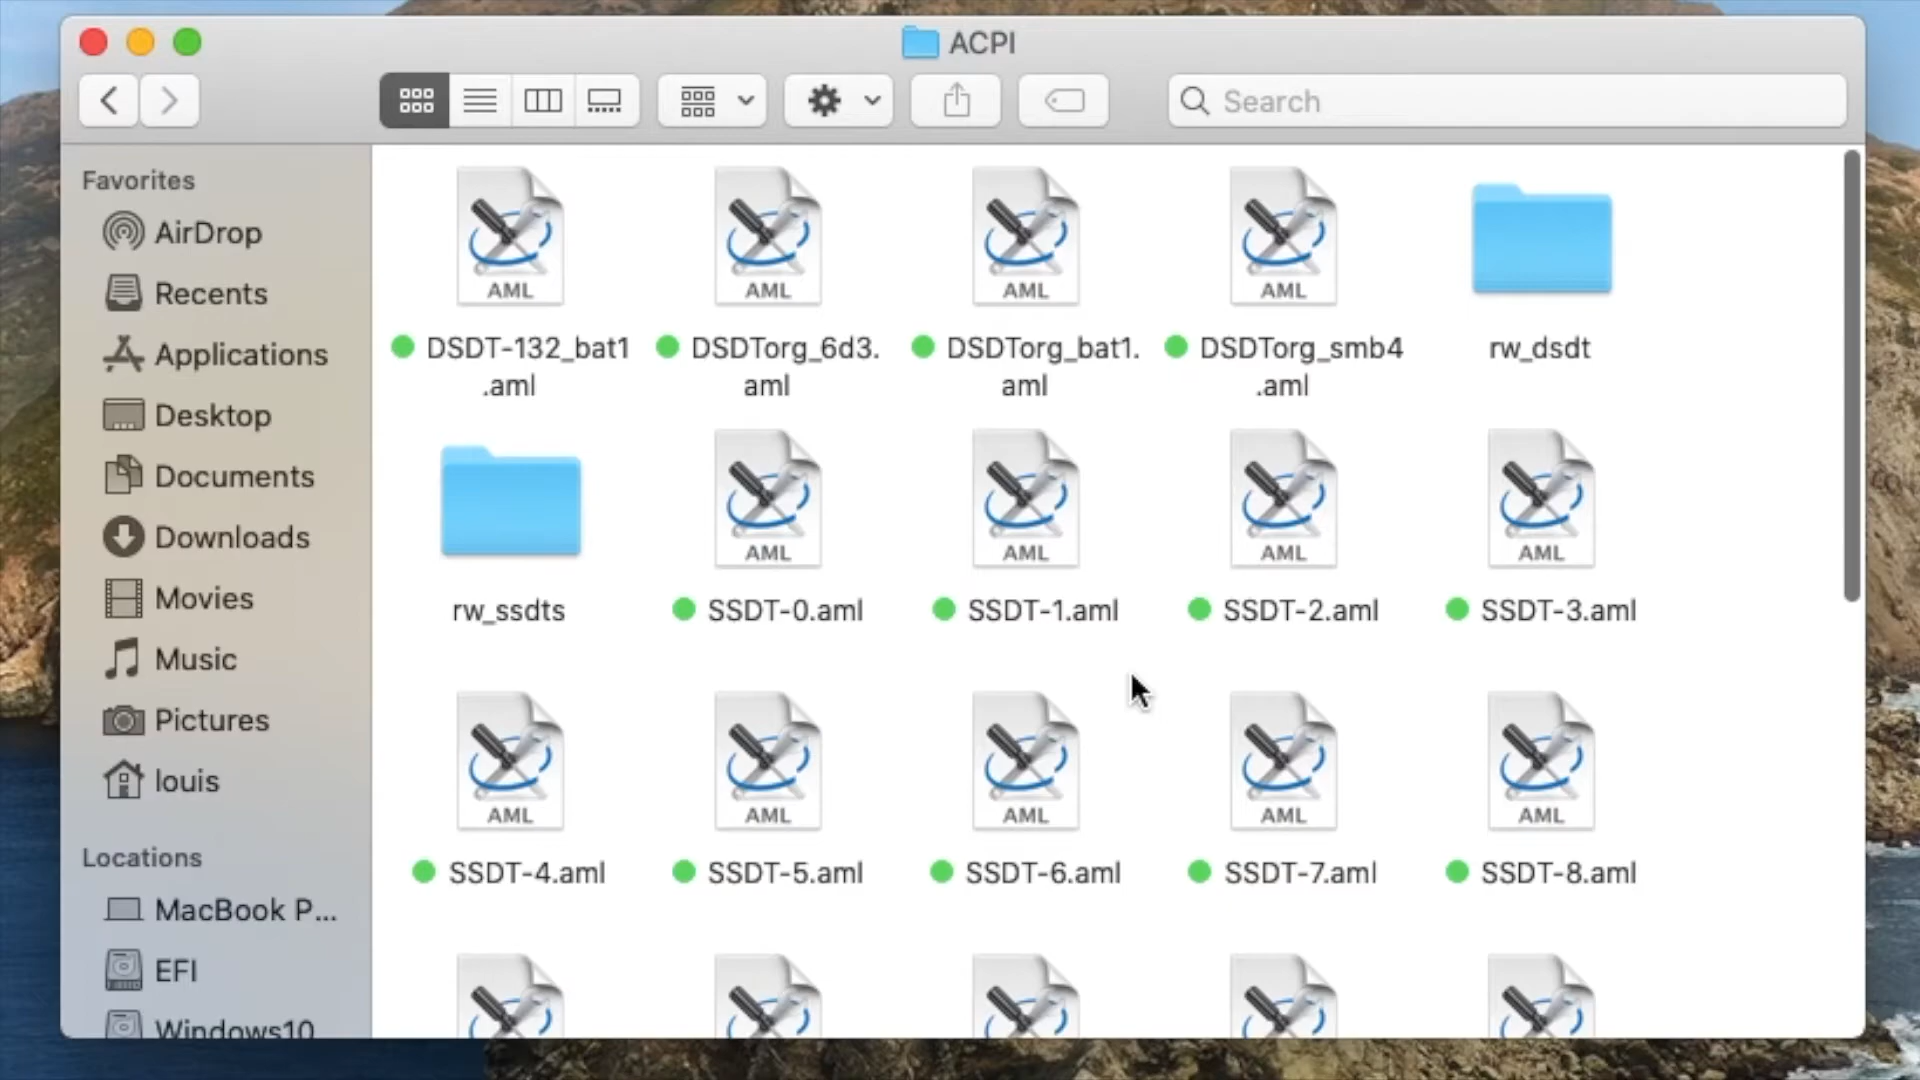 ACPI
Search
Favorites
AirDrop
Recents
Applications
Desktop
Documents
Downloads
Movies
Music
Pictures
louis
Locations
MacBook P...
EFI
Windows10
AML
AML
AML
AML
DSDT-132_bat1
.aml
DSDTorg_6d3.
aml
DSDTorg_bat1.
aml
DSDTorg_smb4
.aml
rw_dsdt
AML
AML
AML
AML
rw_ssdts
SSDT-0.aml
SSDT-1.aml
SSDT-2.aml
SSDT-3.aml
AML
AML
AML
AML
AML
SSDT-4.aml
SSDT-5.aml
SSDT-6.aml
SSDT-7.aml
SSDT-8.aml